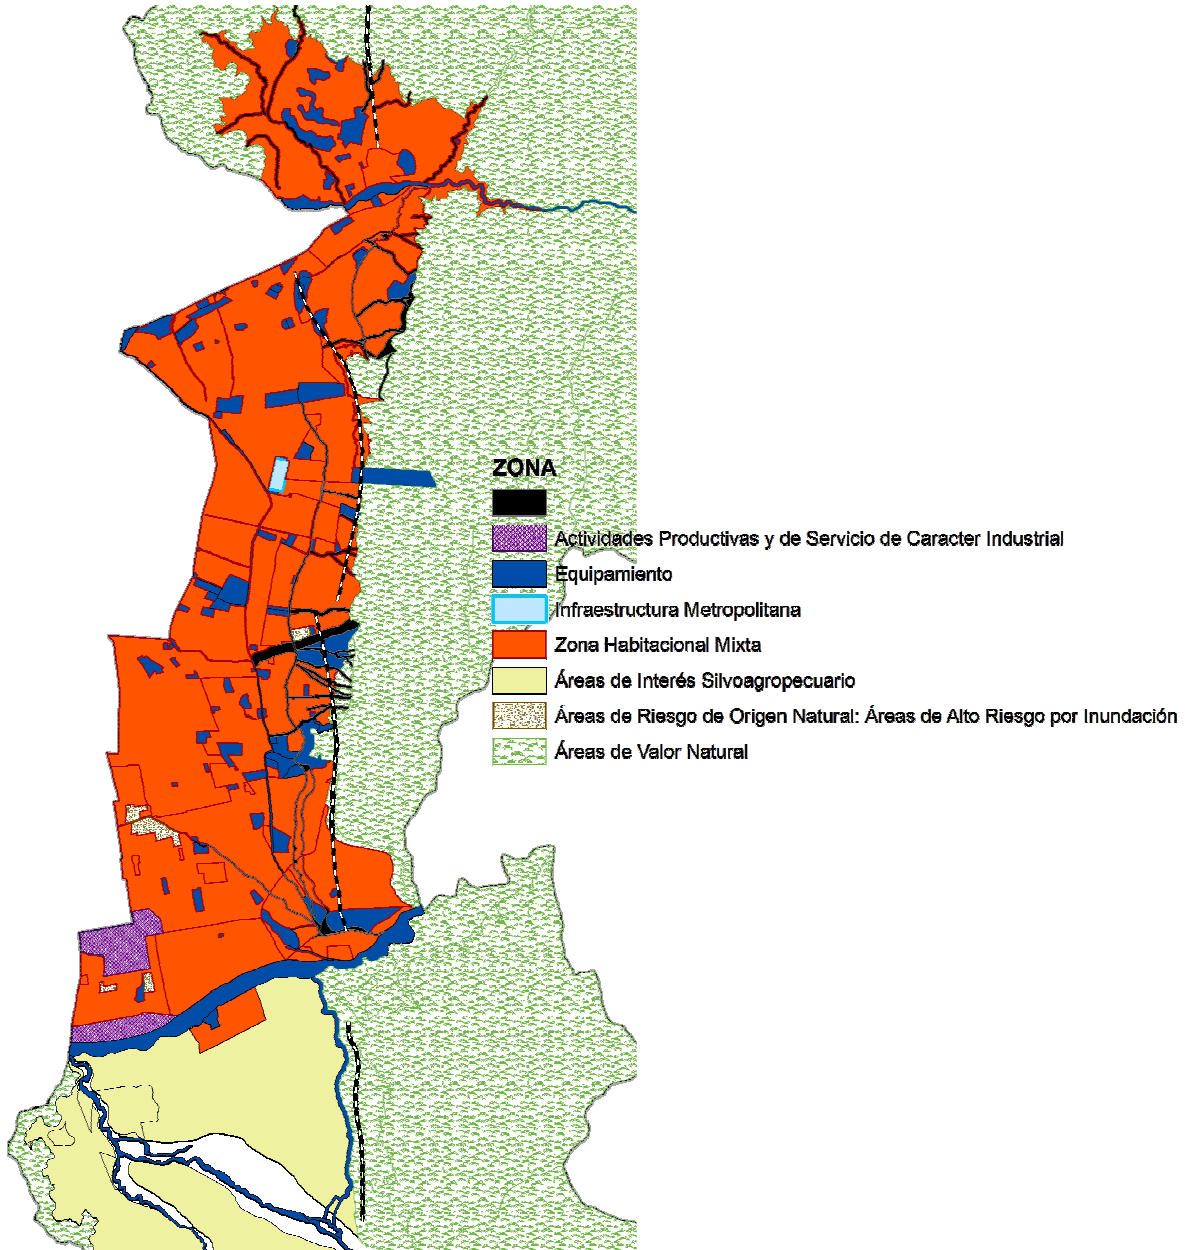 ZONA
Actividades Productivas y de Servicio de Caracter Industrial
Equipamiento
Infraestructura Metropolitana
Zona Habitacional Mixta
Áreas de Interés Silvoagropecuario
Áreas de Riesgo de Origen Natural: Áreas de Alto Riesgo por Inundación
Áreas de Valor Natural